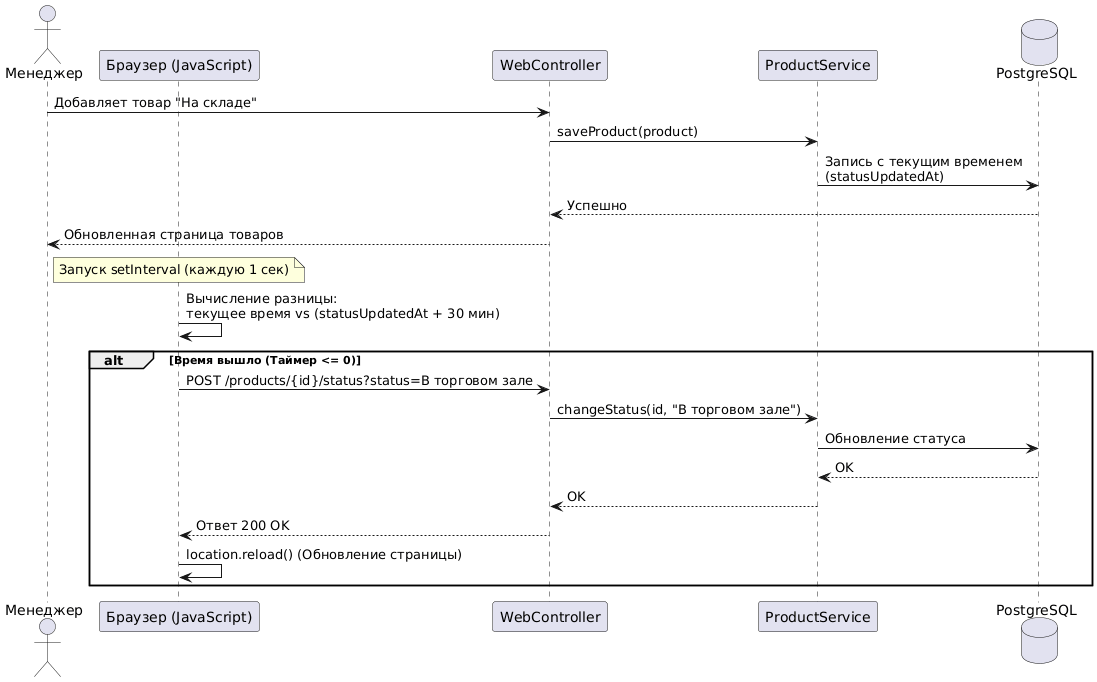 Менеджер
Браузер (JavaScript)
WebController
ProductService
PostgreSQL
Добавляет товар "На складе"
saveProduct(product)
Запись с текущим временем
(statusUpdatedAt)
Успешно
Обновленная страница товаров
Запуск setInterval (каждую 1 сек)
Вычисление разницы:
текущее время vs (statusUpdatedAt + 30 мин)
alt
[Время вышло (Таймер <= 0)]
POST /products/{id}/status?status=В торговом зале
changeStatus(id, "В торговом зале")
Обновление статуса
OK
OK
Ответ 200 OK
location.reload() (Обновление страницы)
Менеджер
Браузер (JavaScript)
WebController
ProductService
PostgreSQL